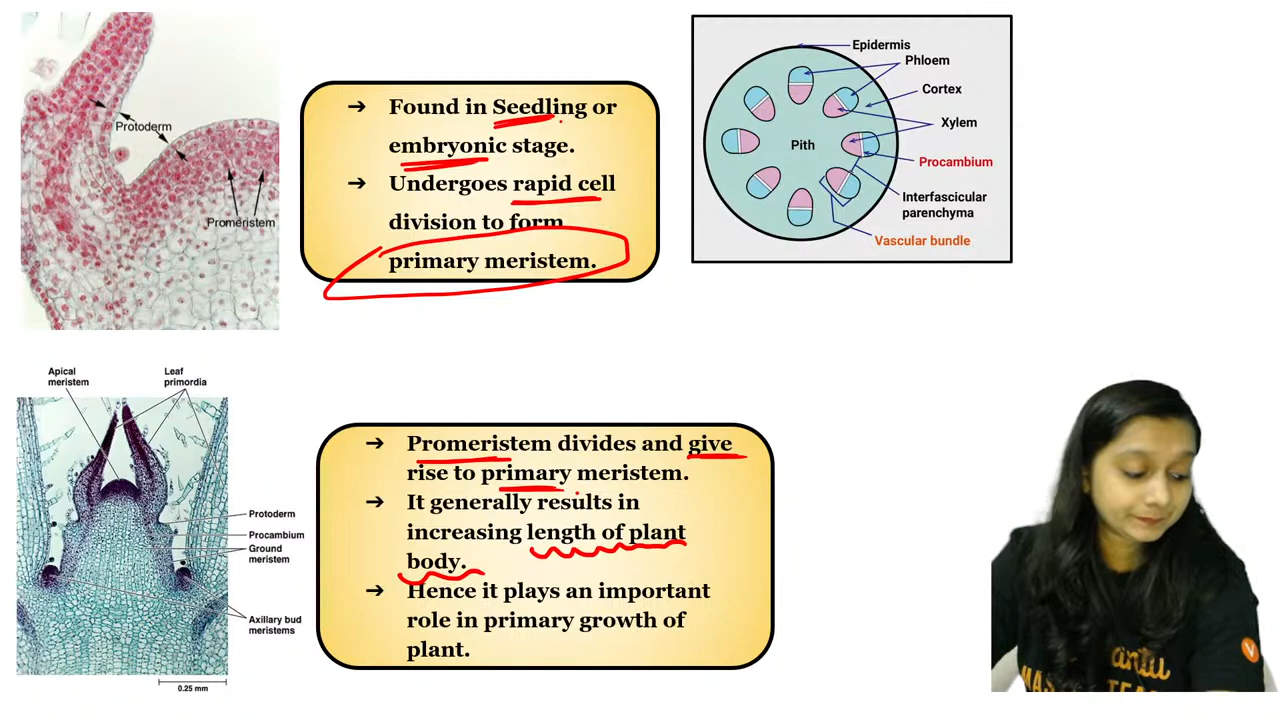 Protoderm
Promeristem
➔ Found in Seedling or
embryonic stage.
➔ Undergoes rapid cell
division to form
primary meristem.
Epidermis
Phloem
Cortex
Xylem
Pith
Procambium
Interfascicular
parenchyma
Vascular bundle
Apical
meristem
Leaf
primordia
Protoderm
Procambium
Ground
meristem
Axillary bud
meristems
0.25 mm
➔ Promeristem divides and give
rise to primary meristem.
➔ It generally results in
increasing length of plant
body.
➔ Hence it plays an important
role in primary growth of
plant.
V